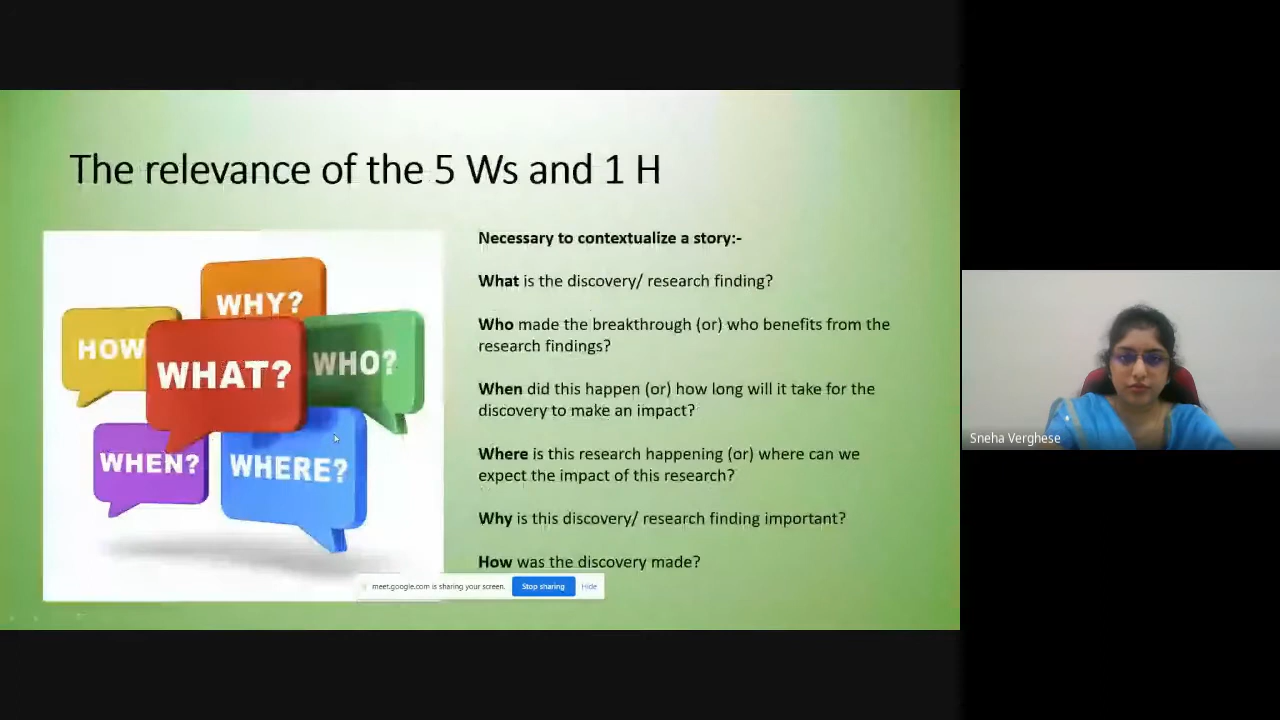 The relevance of the 5 Ws and 1 H
WHY?
HOW
WHAT?
WHO?
WHEN?
WHERE?
Necessary to contextualize a story:-
What is the discovery/ research finding?
Who made the breakthrough (or) who benefits from the
research findings?
When did this happen (or) how long will it take for the
discovery to make an impact?
Where is this research happening (or) where can we
expect the impact of this research?
Why is this discovery/ research finding important?
How was the discovery made?
meet.google.com is sharing your screen. Stop sharing Hide
Sneha Verghese